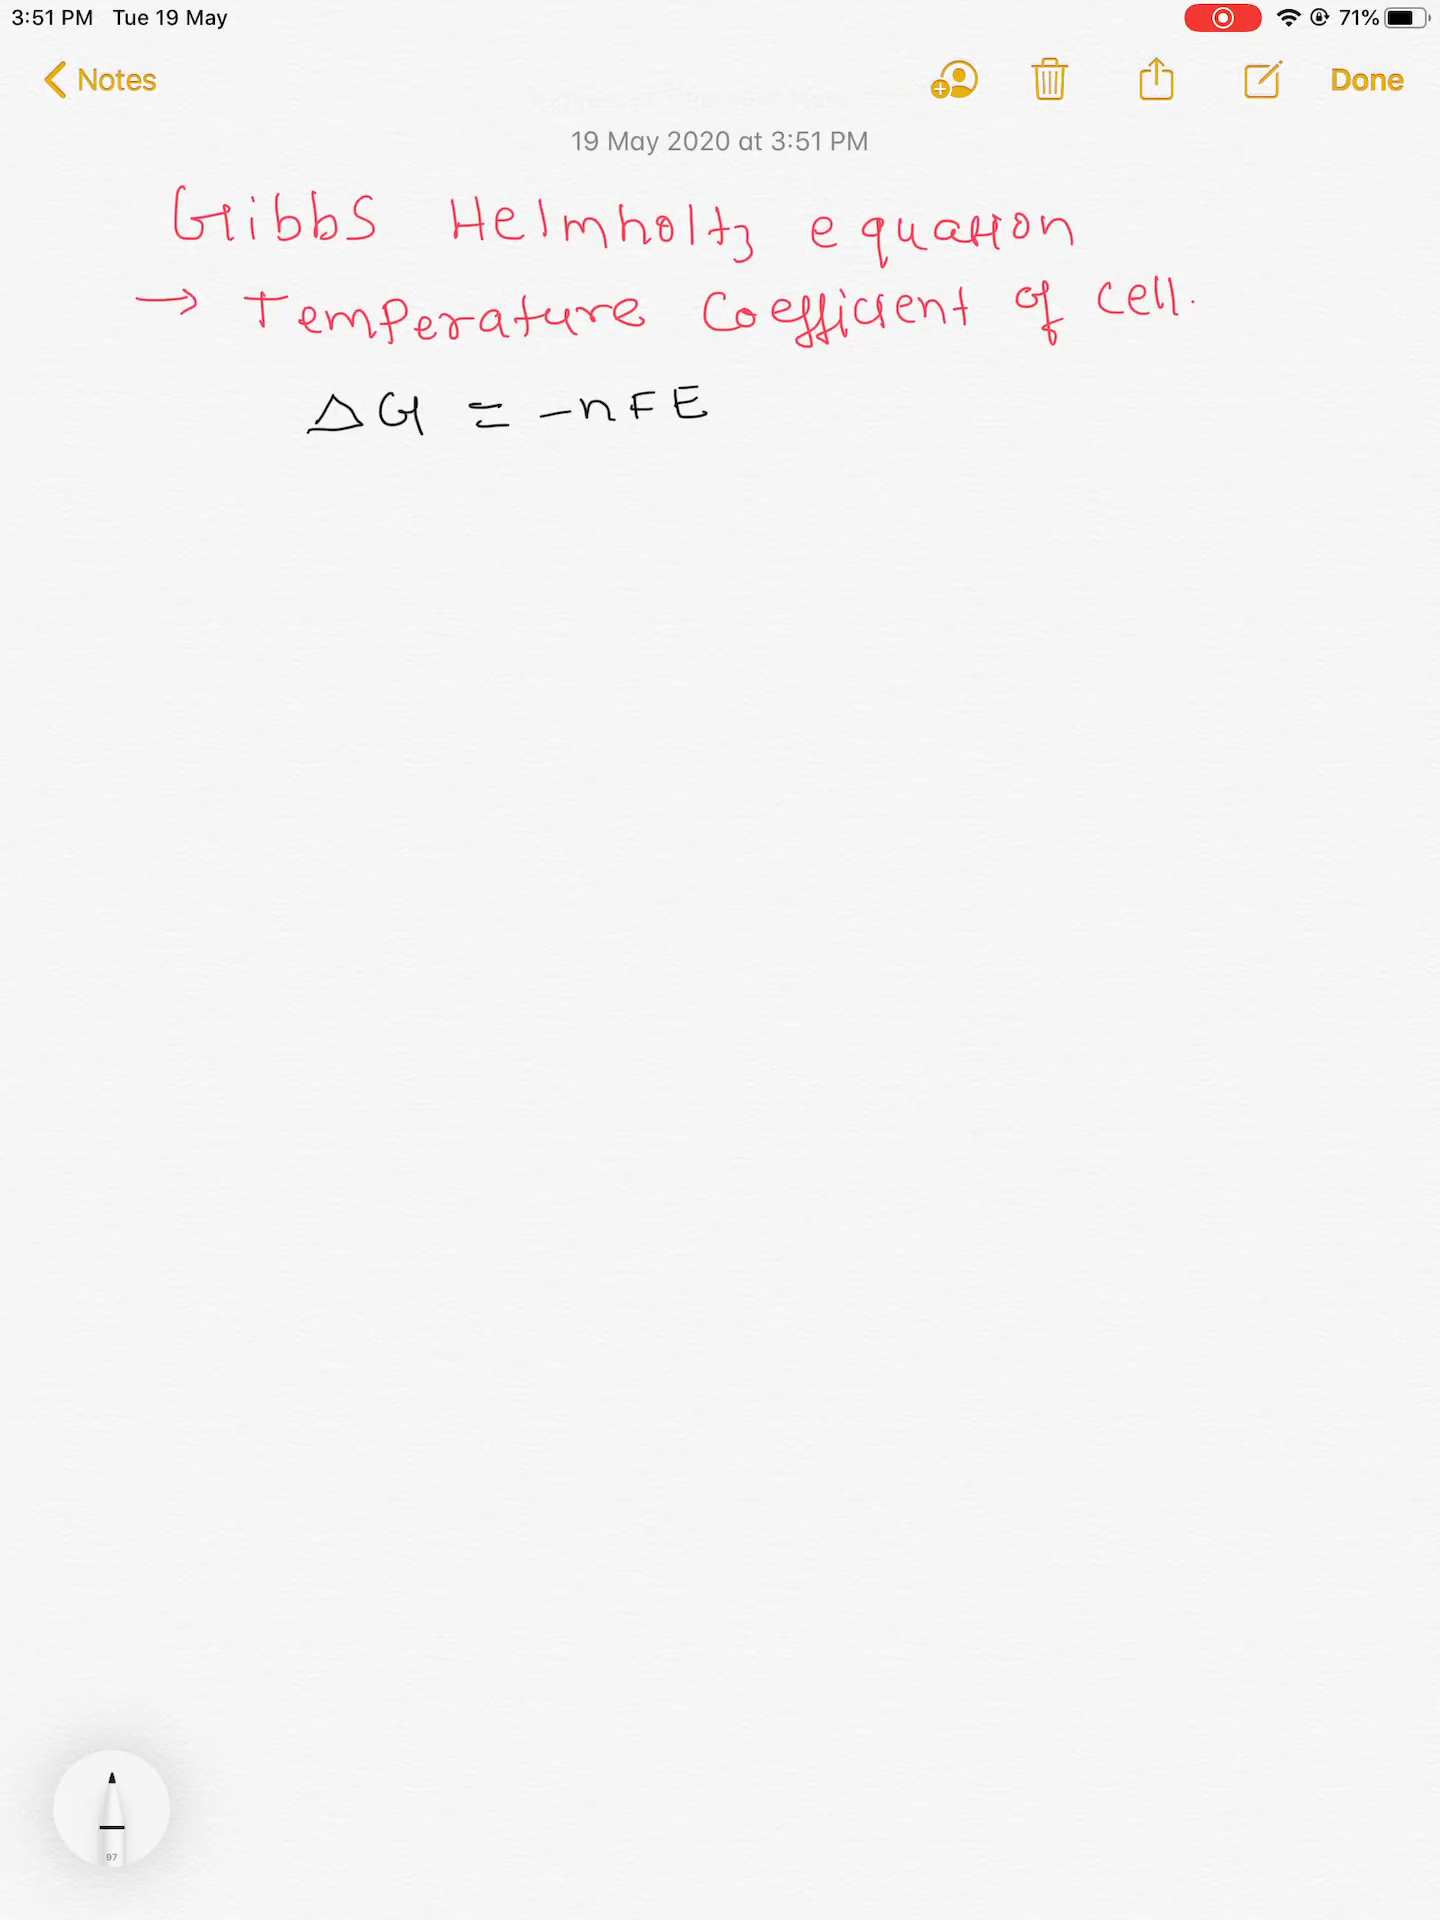 3:51 PM Tue 19 May 71%
Notes Done
19 May 2020 at 3:51 PM
Gibbs Helmholtz equation
→ Temperature Coefficient of cell.
ΔG = -nFE
97